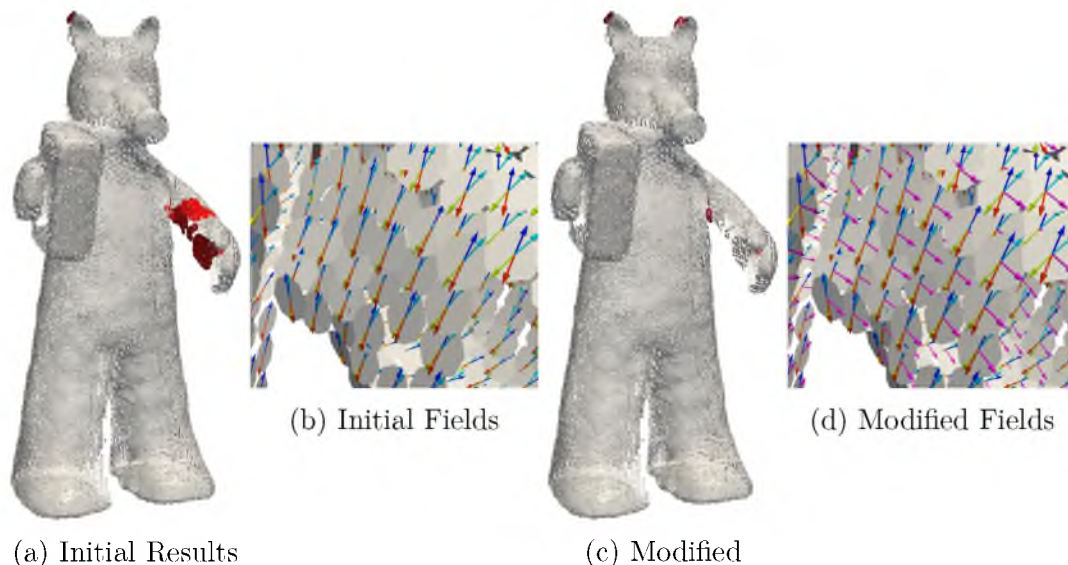 (b) Initial Fields
(d) Modified Fields
(a) Initial Results
(c) Modified